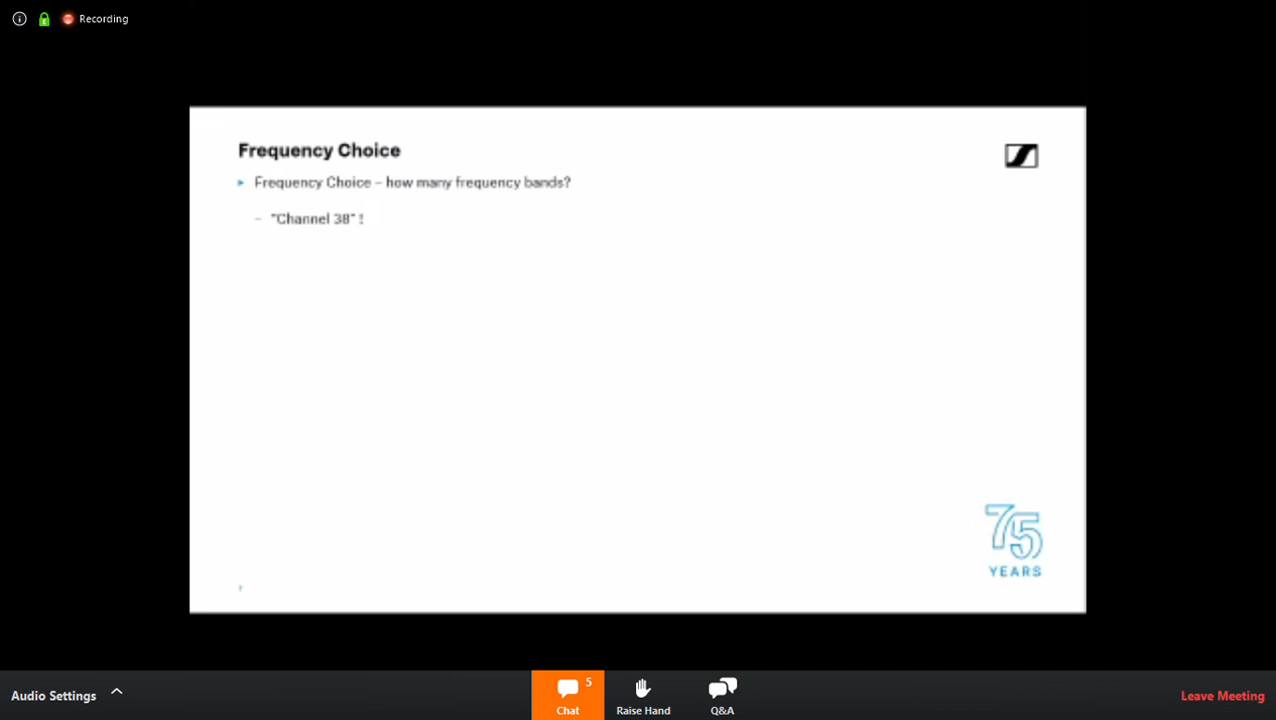 Recording
Frequency Choice
Frequency Choice – how many frequency bands?
– "Channel 38" !
75
YEARS
Audio Settings
5
Chat
Raise Hand
Q&A
Leave Meeting